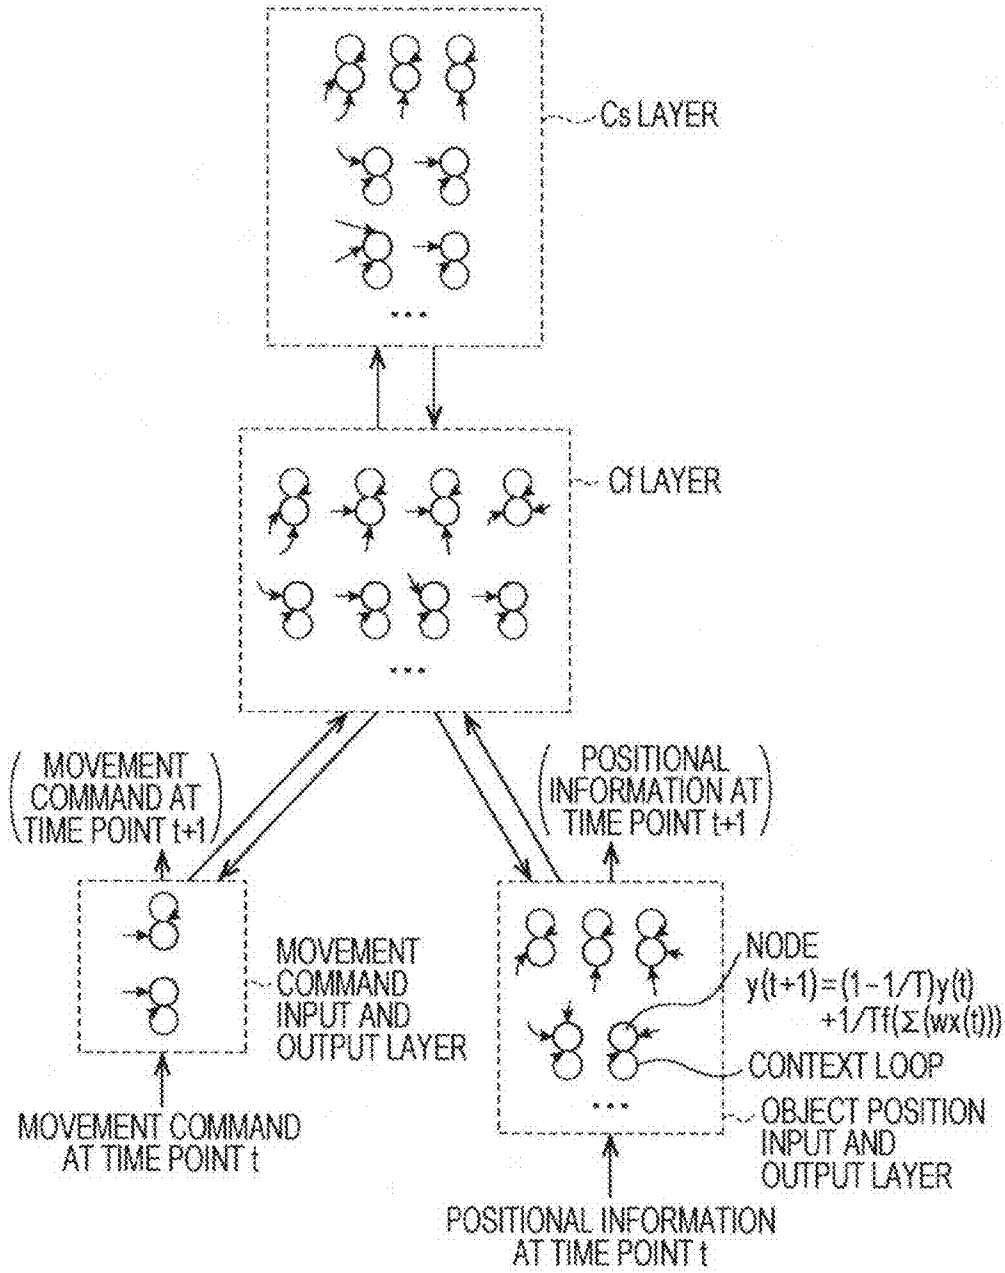 Cs LAYER
Cf LAYER
(MOVEMENT
COMMAND AT
TIME POINT t+1)
(POSITIONAL
INFORMATION AT
TIME POINT t+1)
MOVEMENT
COMMAND
INPUT AND
OUTPUT LAYER
NODE
y(t+1)=(1-1/T)y(t)
+1/Tf(Σ(wx(t)))
CONTEXT LOOP
OBJECT POSITION
INPUT AND
OUTPUT LAYER
MOVEMENT COMMAND
AT TIME POINT t
POSITIONAL INFORMATION
AT TIME POINT t